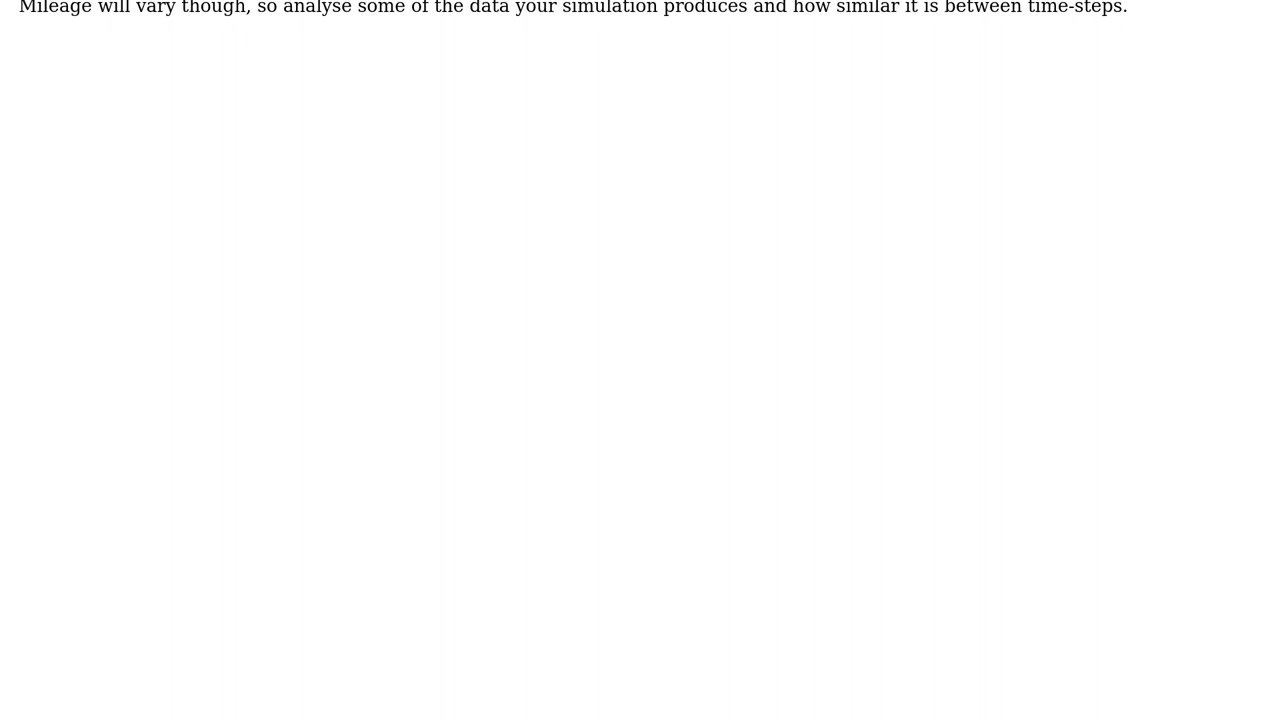 Mileage will vary though, so analyse some of the data your simulation produces and how similar it is between time-steps.